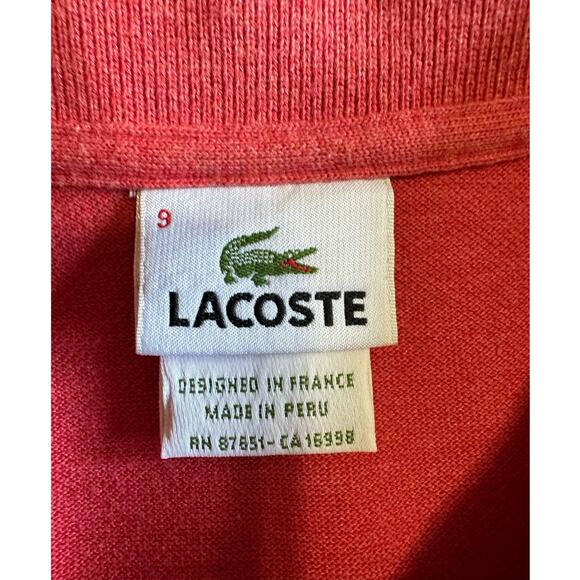 9
LACOSTE
DESIGNED IN FRANCE
MADE IN PERU
RN 87851-CA 16998